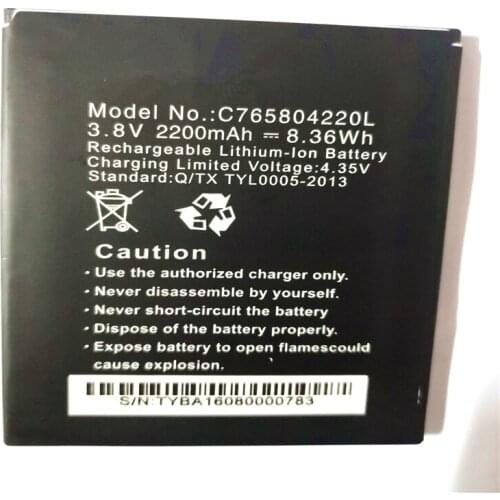 Model No.:C765804220L
3.8V 2200mAh ⎓ 8.36Wh
Rechargeable Lithium-Ion Battery
Charging Limited Voltage:4.35V
Standard:Q/TX TYL0005-2013
Caution
• Use the authorized charger only.
• Never disassemble by yourself.
• Never short-circuit the battery
• Dispose of the battery properly.
• Expose battery to open flamescould
cause explosion.
S/N:TYBA16080000783